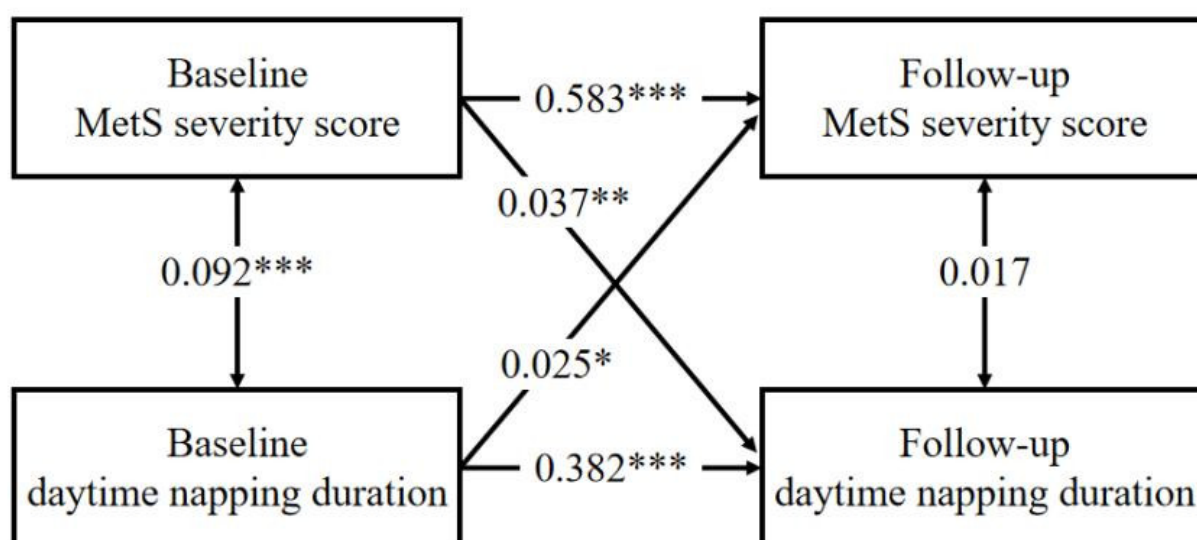 Baseline
MetS severity score
0.583***
Follow-up
MetS severity score
0.037**
0.092***
0.017
0.025*
Baseline
daytime napping duration
0.382***
Follow-up
daytime napping duration